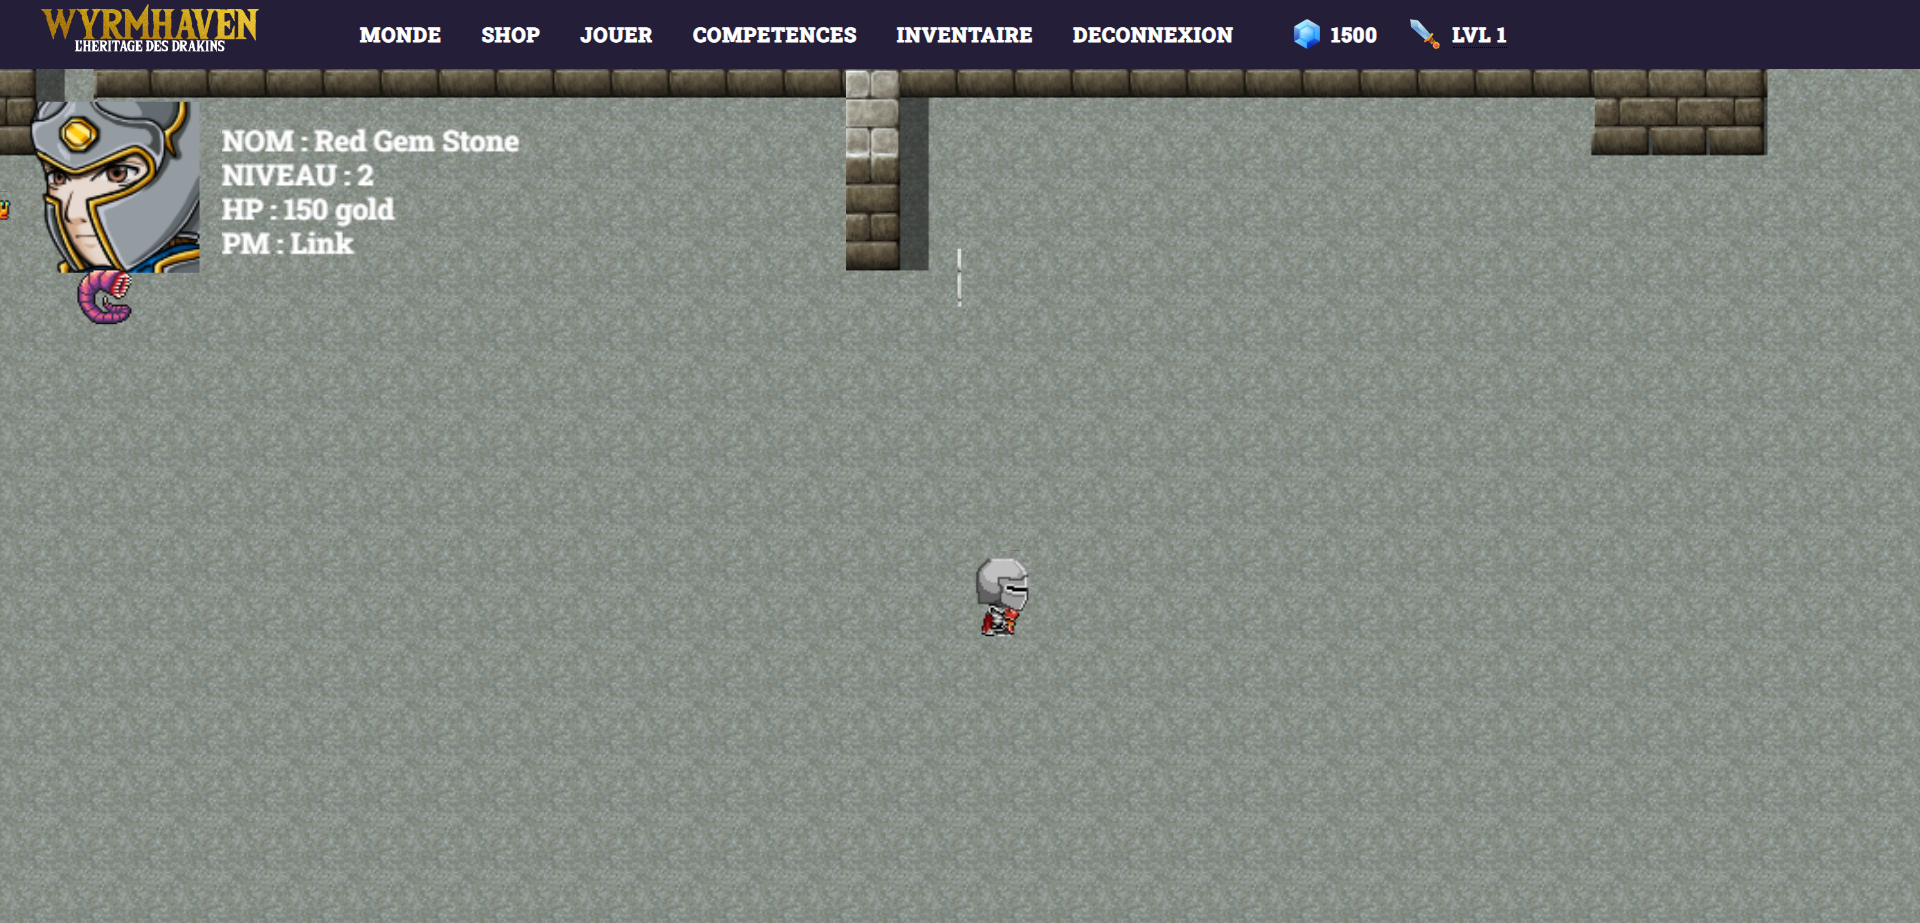 WYRMHAVEN
L'HERITAGE DES DRAKINS
MONDE SHOP JOUER COMPETENCES INVENTAIRE DECONNEXION 1500 LVL 1
NOM : Red Gem Stone
NIVEAU : 2
HP : 150 gold
PM : Link